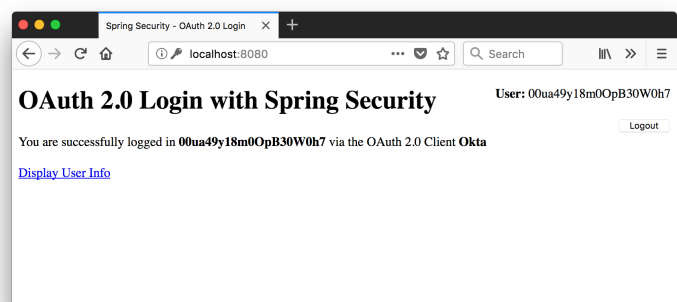 Spring Security - OAuth 2.0 Login
localhost:8080
Search
OAuth 2.0 Login with Spring Security
User: 00ua49y18m0OpB30W0h7
Logout
You are successfully logged in 00ua49y18m0OpB30W0h7 via the OAuth 2.0 Client Okta
Display User Info